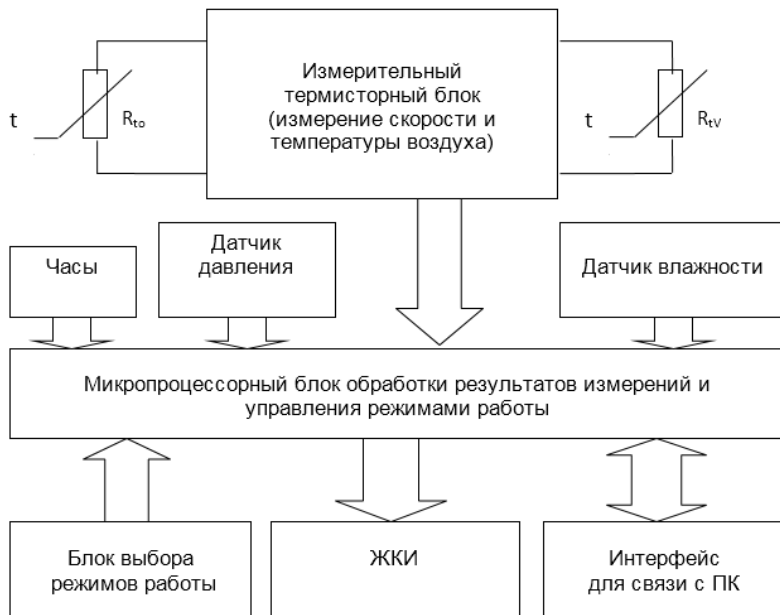 Измерительный
термисторный блок
(измерение скорости и
температуры воздуха)
t
Rto
t
RtV
Часы
Датчик
давления
Датчик влажности
Микропроцессорный блок обработки результатов измерений и
управления режимами работы
Блок выбора
режимов работы
ЖКИ
Интерфейс
для связи с ПК